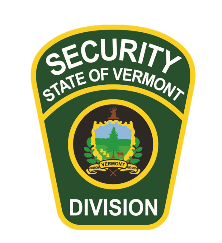 SECURITY
STATE OF VERMONT
VERMONT
DIVISION